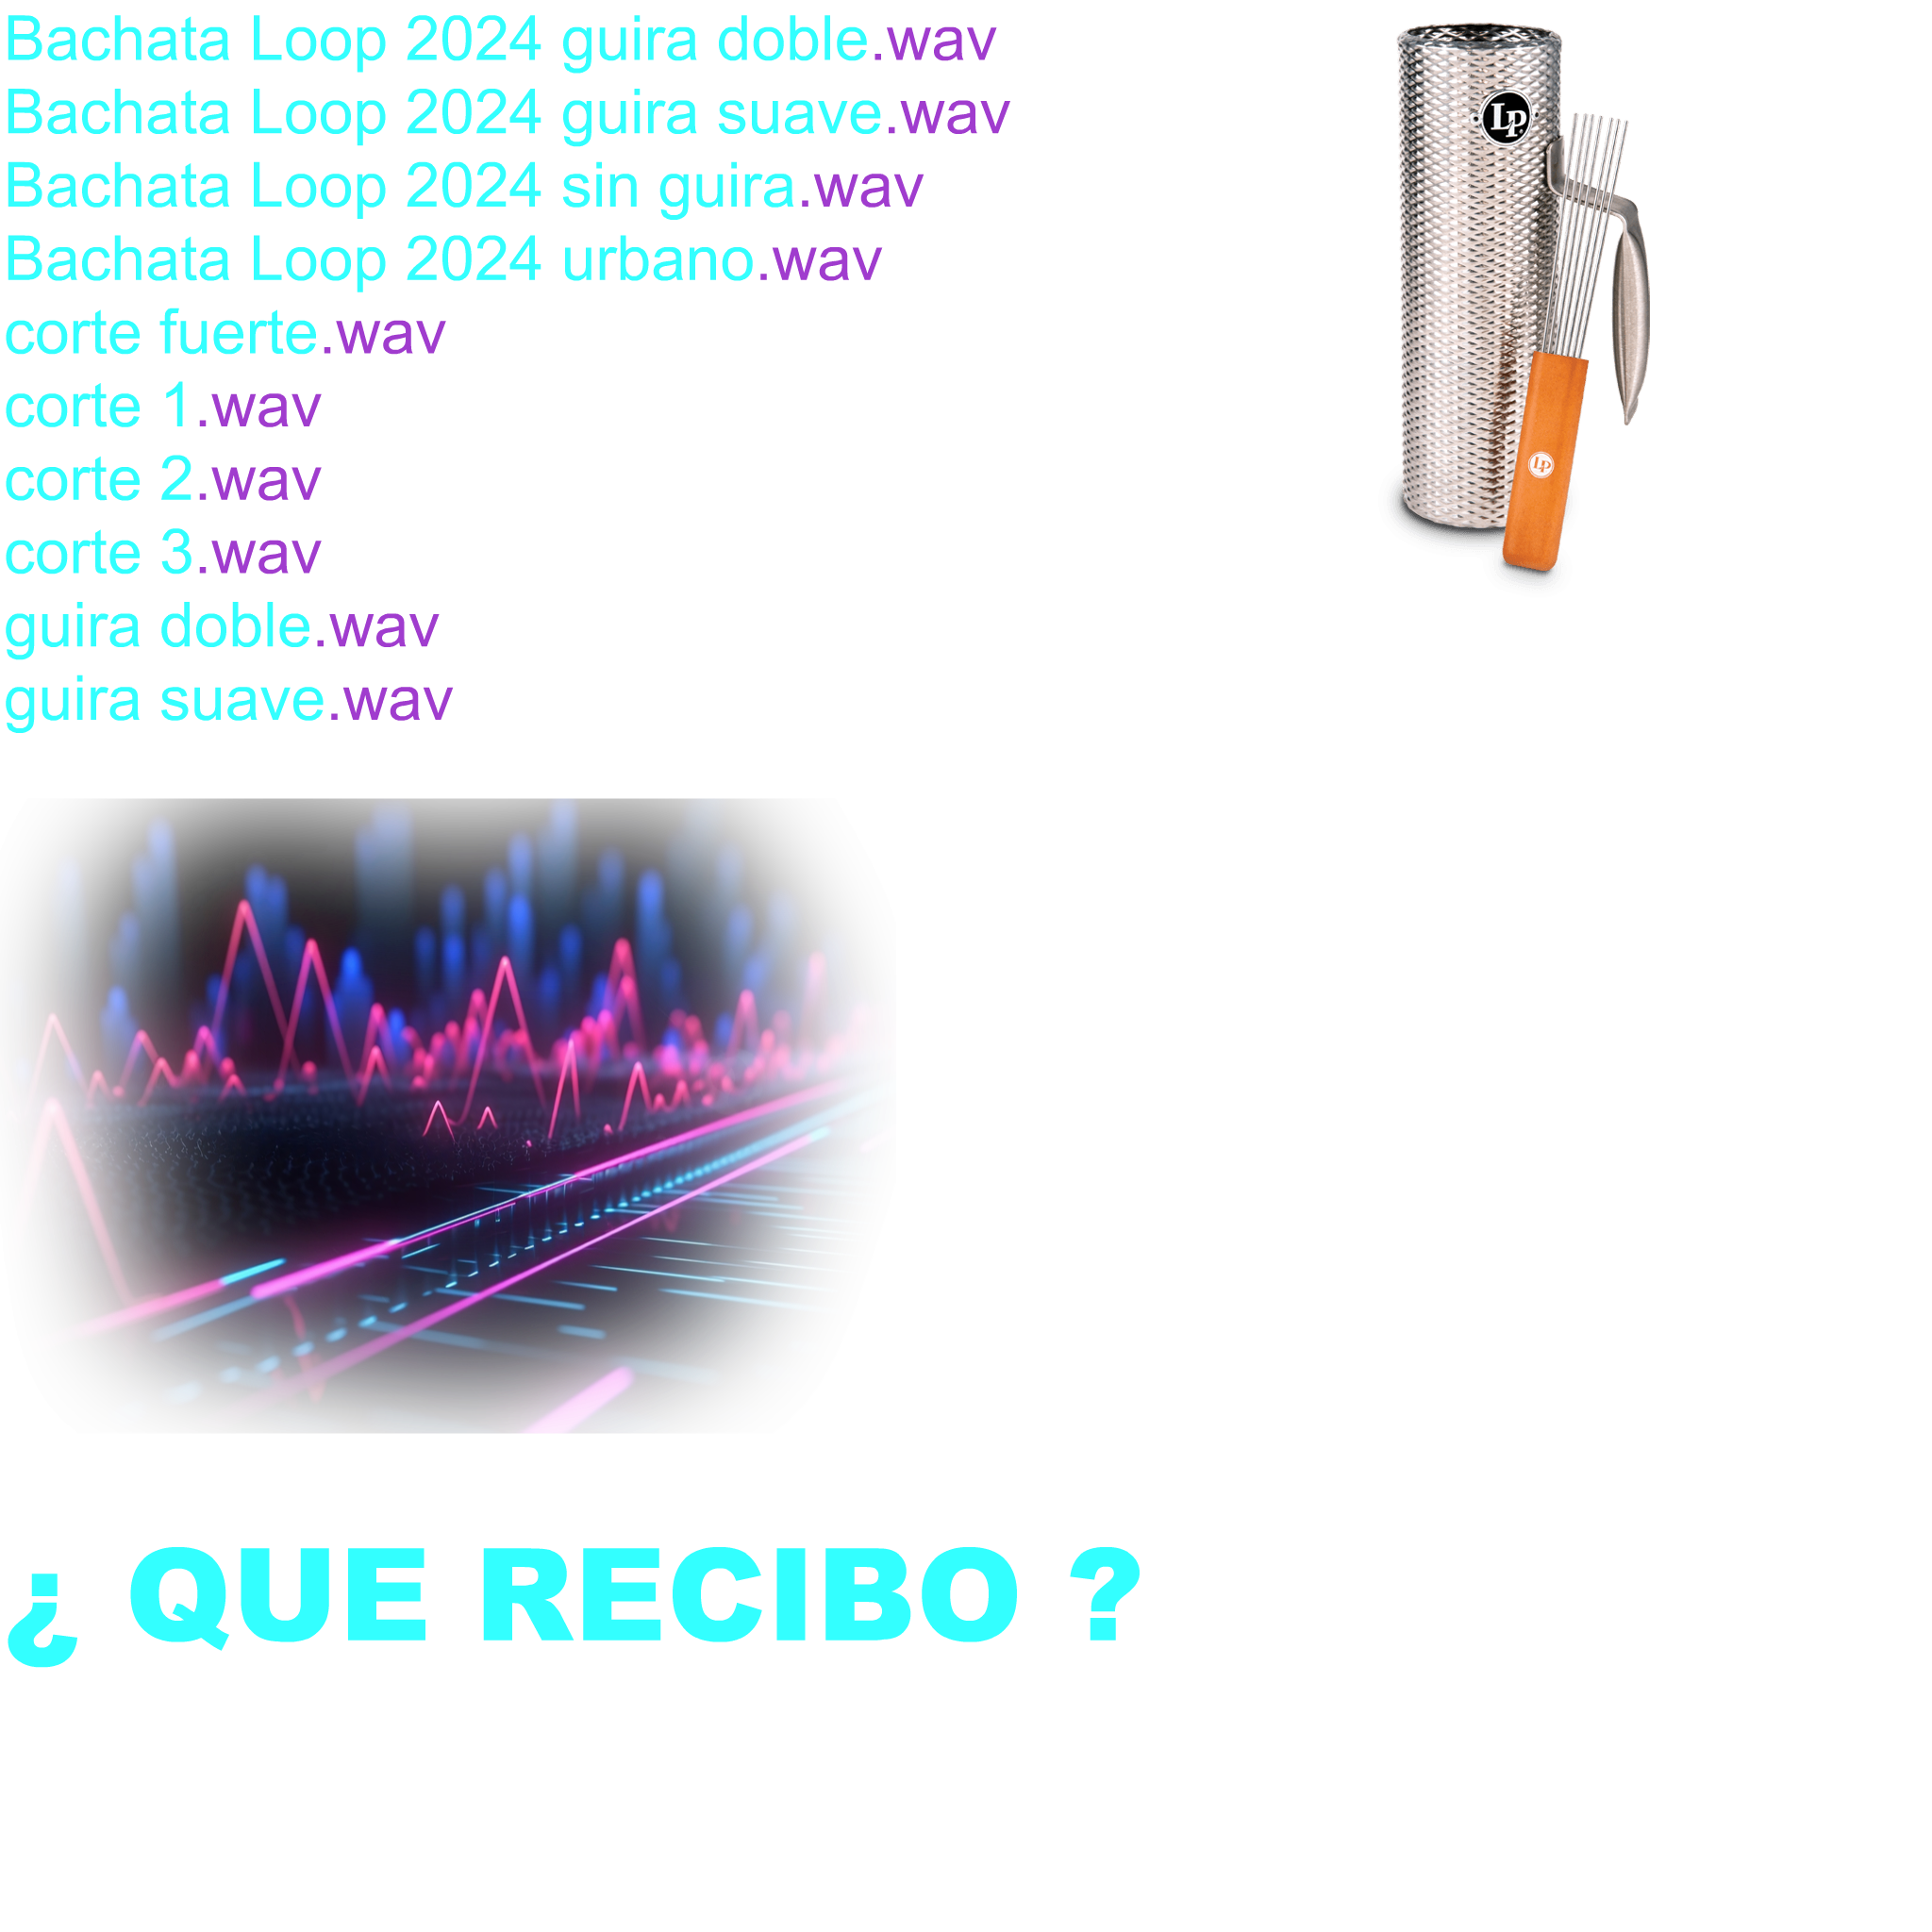 Bachata Loop 2024 guira doble.wav
Bachata Loop 2024 guira suave.wav
Bachata Loop 2024 sin guira.wav
Bachata Loop 2024 urbano.wav
corte fuerte.wav
corte 1.wav
corte 2.wav
corte 3.wav
guira doble.wav
guira suave.wav
LP
LP
¿ QUE RECIBO ?